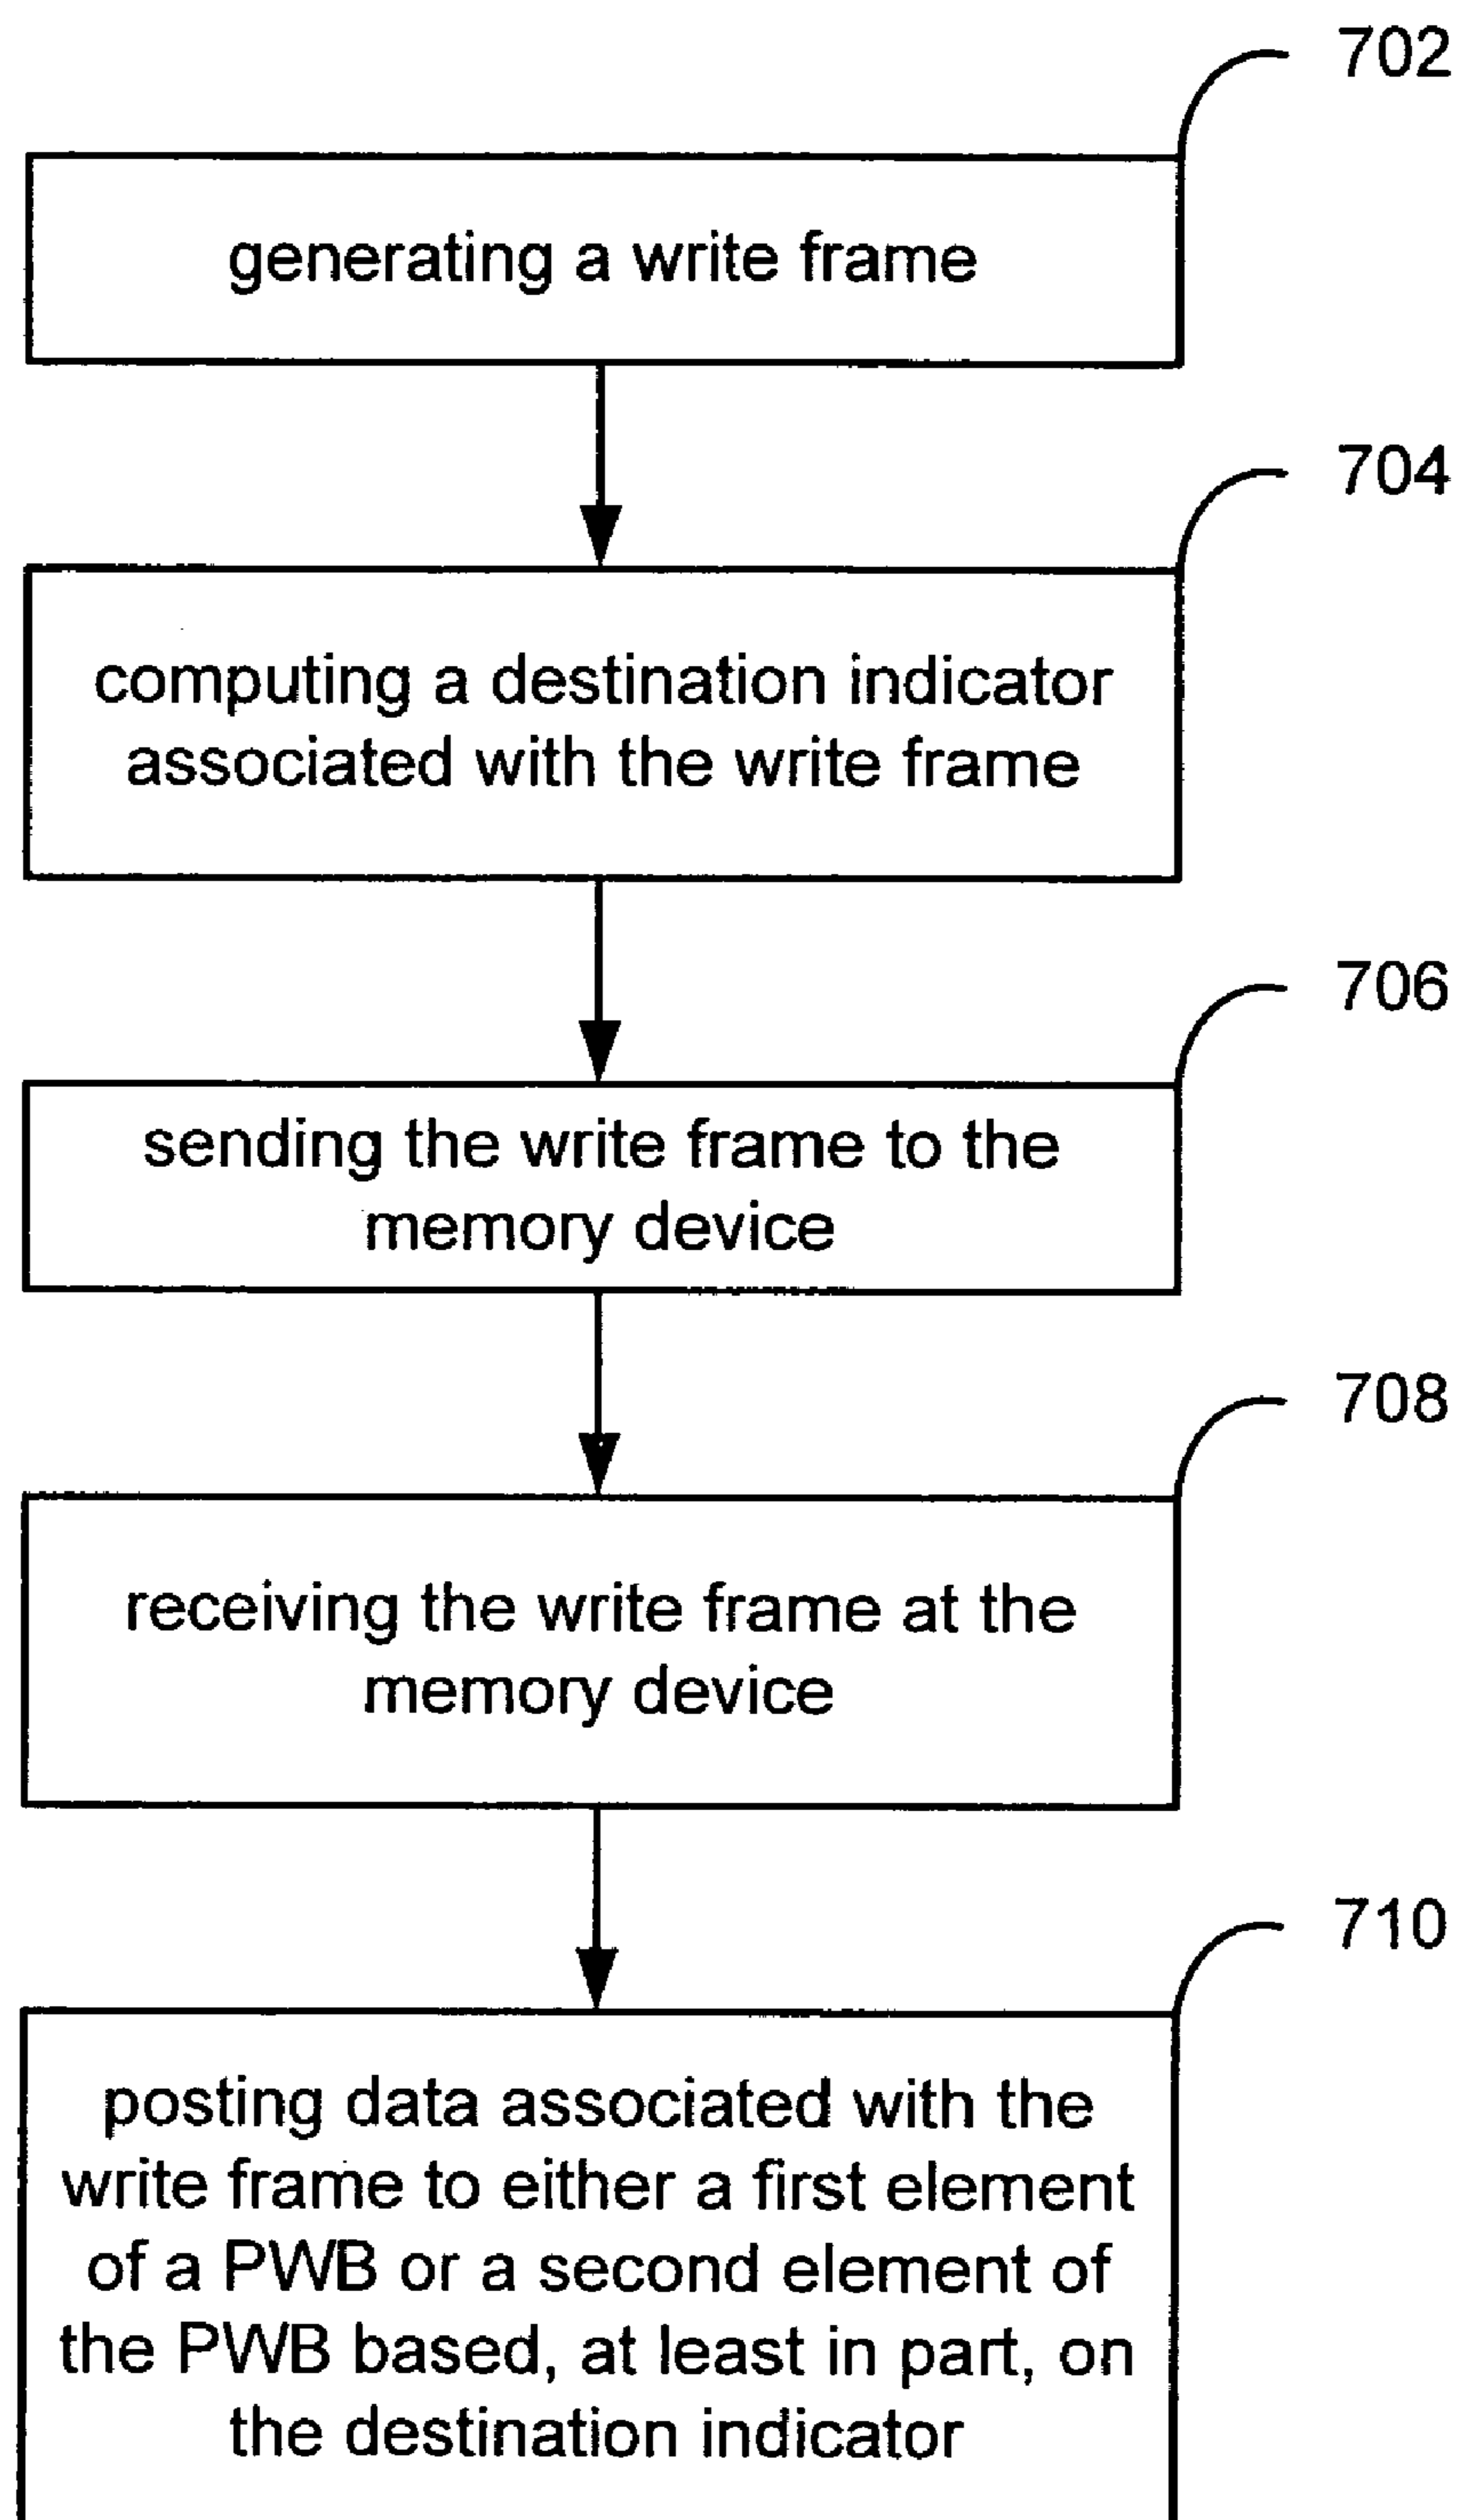 702
generating a write frame
704
computing a destination indicator
associated with the write frame
706
sending the write frame to the
memory device
708
receiving the write frame at the
memory device
710
posting data associated with the
write frame to either a first element
of a PWB or a second element of
the PWB based, at least in part, on
the destination indicator